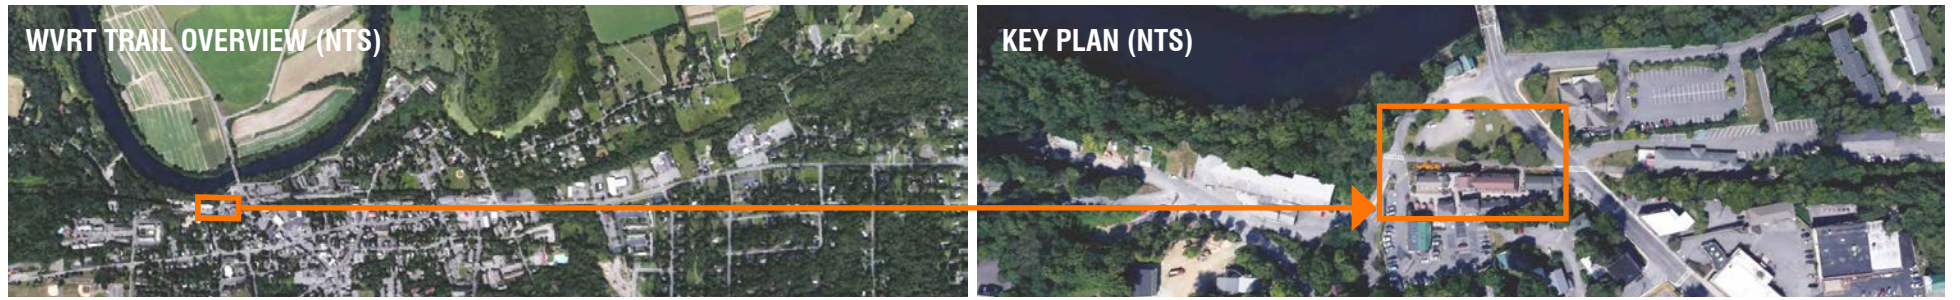 WVRT TRAIL OVERVIEW (NTS)
KEY PLAN (NTS)